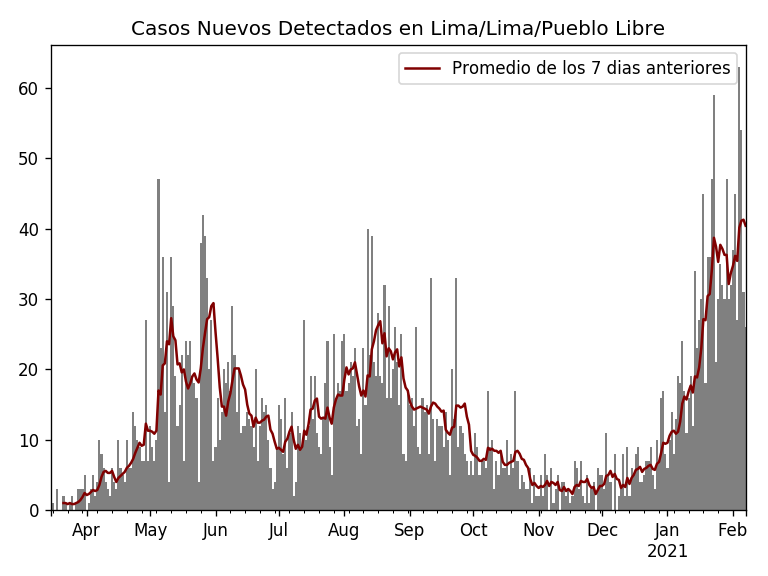 Casos Nuevos Detectados en Lima/Lima/Pueblo Libre
Promedio de los 7 dias anteriores
60
50
40
30
20
10
0
Apr May Jun Jul Aug Sep Oct Nov Dec Jan Feb
2021